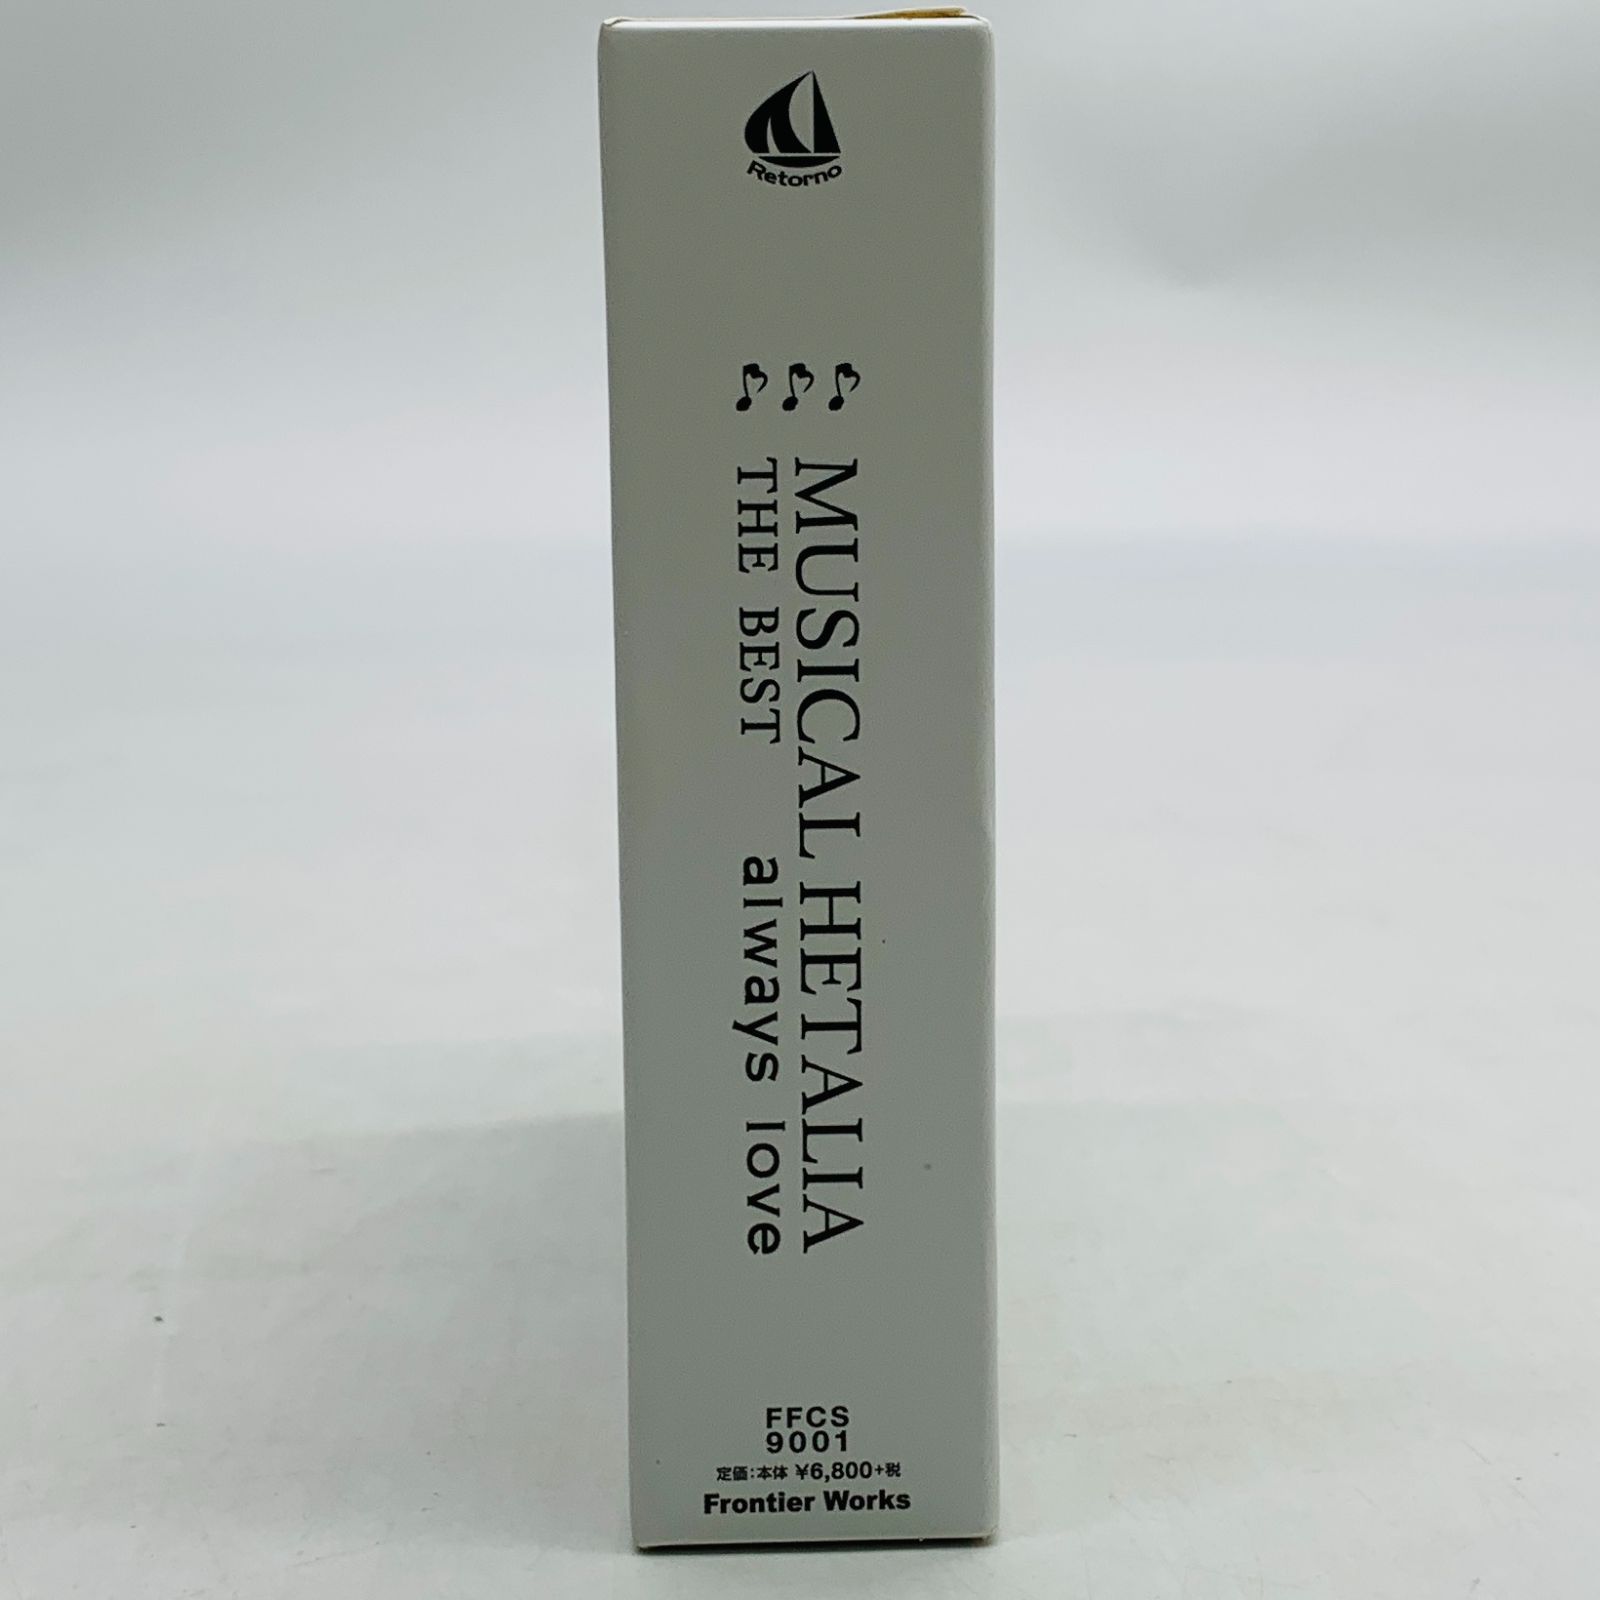 Retorno
MUSICAL HETALIA
THE BEST always love
FFCS
9001
定価:本体 ¥6,800+税
Frontier Works